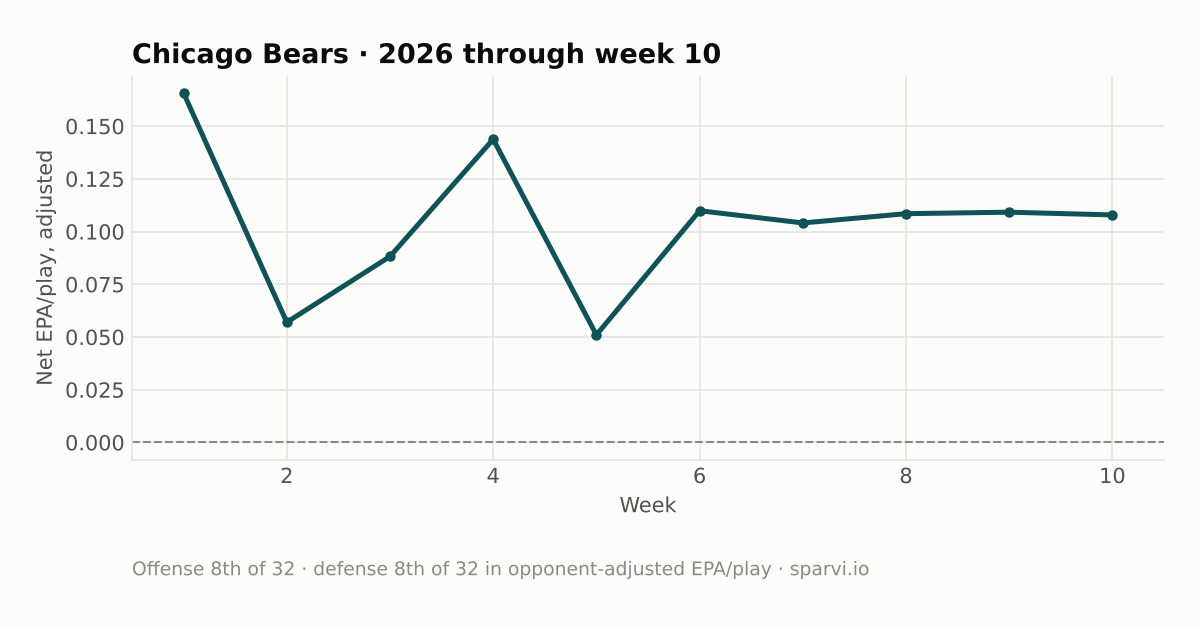 Chicago Bears · 2026 through week 10
Net EPA/play, adjusted
0.150
0.125
0.100
0.075
0.050
0.025
0.000
2 4 6 8 10
Week
Offense 8th of 32 · defense 8th of 32 in opponent-adjusted EPA/play · sparvi.io